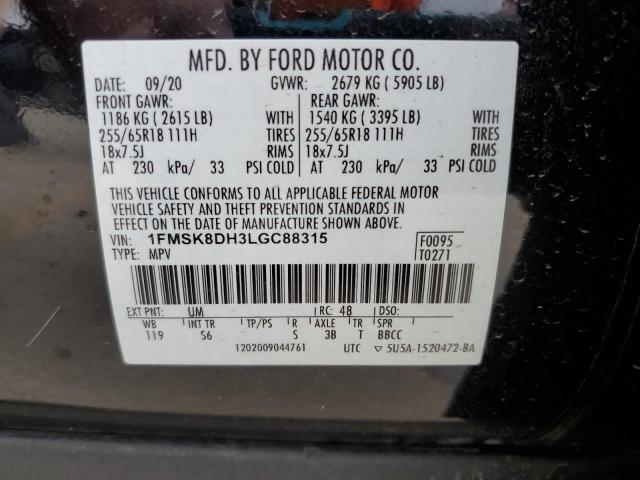 MFD. BY FORD MOTOR CO.
DATE: 09/20 GVWR: 2679 KG ( 5905 LB)
FRONT GAWR: REAR GAWR:
1186 KG ( 2615 LB) WITH 1540 KG ( 3395 LB) WITH
255/65R18 111H TIRES 255/65R18 111H TIRES
18x7.5J RIMS 18x7.5J RIMS
AT 230 kPa/ 33 PSI COLD AT 230 kPa/ 33 PSI COLD
THIS VEHICLE CONFORMS TO ALL APPLICABLE FEDERAL MOTOR
VEHICLE SAFETY AND THEFT PREVENTION STANDARDS IN
EFFECT ON THE DATE OF MANUFACTURE SHOWN ABOVE.
VIN: 1FMSK8DH3LGC88315 F0095
TYPE: MPV T0271
EXT PNT: UM RC: 48 DSO:
WB INT TR TP/PS R AXLE TR SPR
119 S6 S 3B T BBCC
1202009044761 UTC ▽ 5U5A-1520472-BA